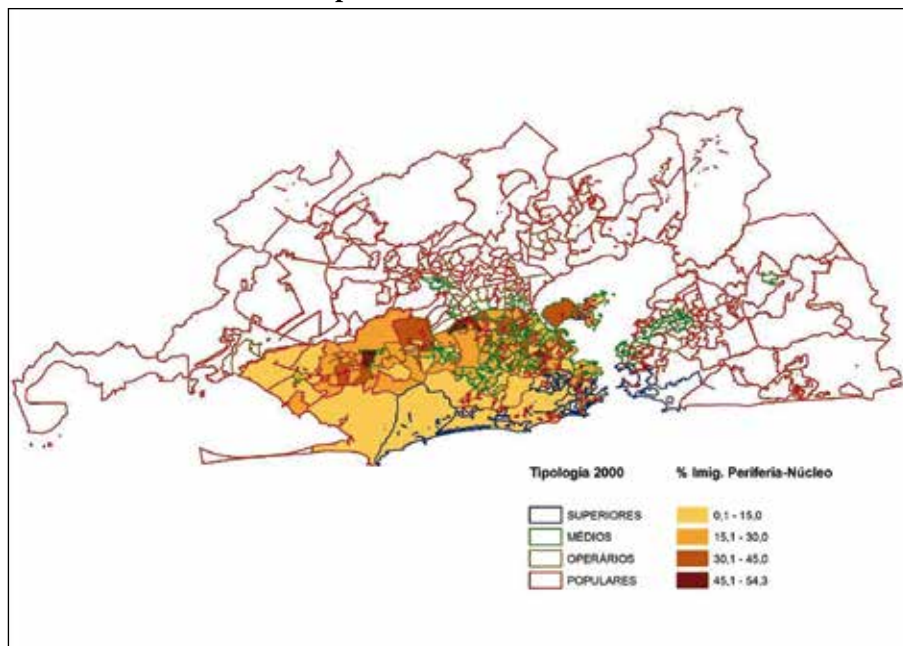 Tipologia 2000
SUPERIORES
MÉDIOS
OPERÁRIOS
POPULARES
% Imig. Periferia-Núcleo
0,1 - 15,0
15,1 - 30,0
30,1 - 45,0
45,1 - 54,3